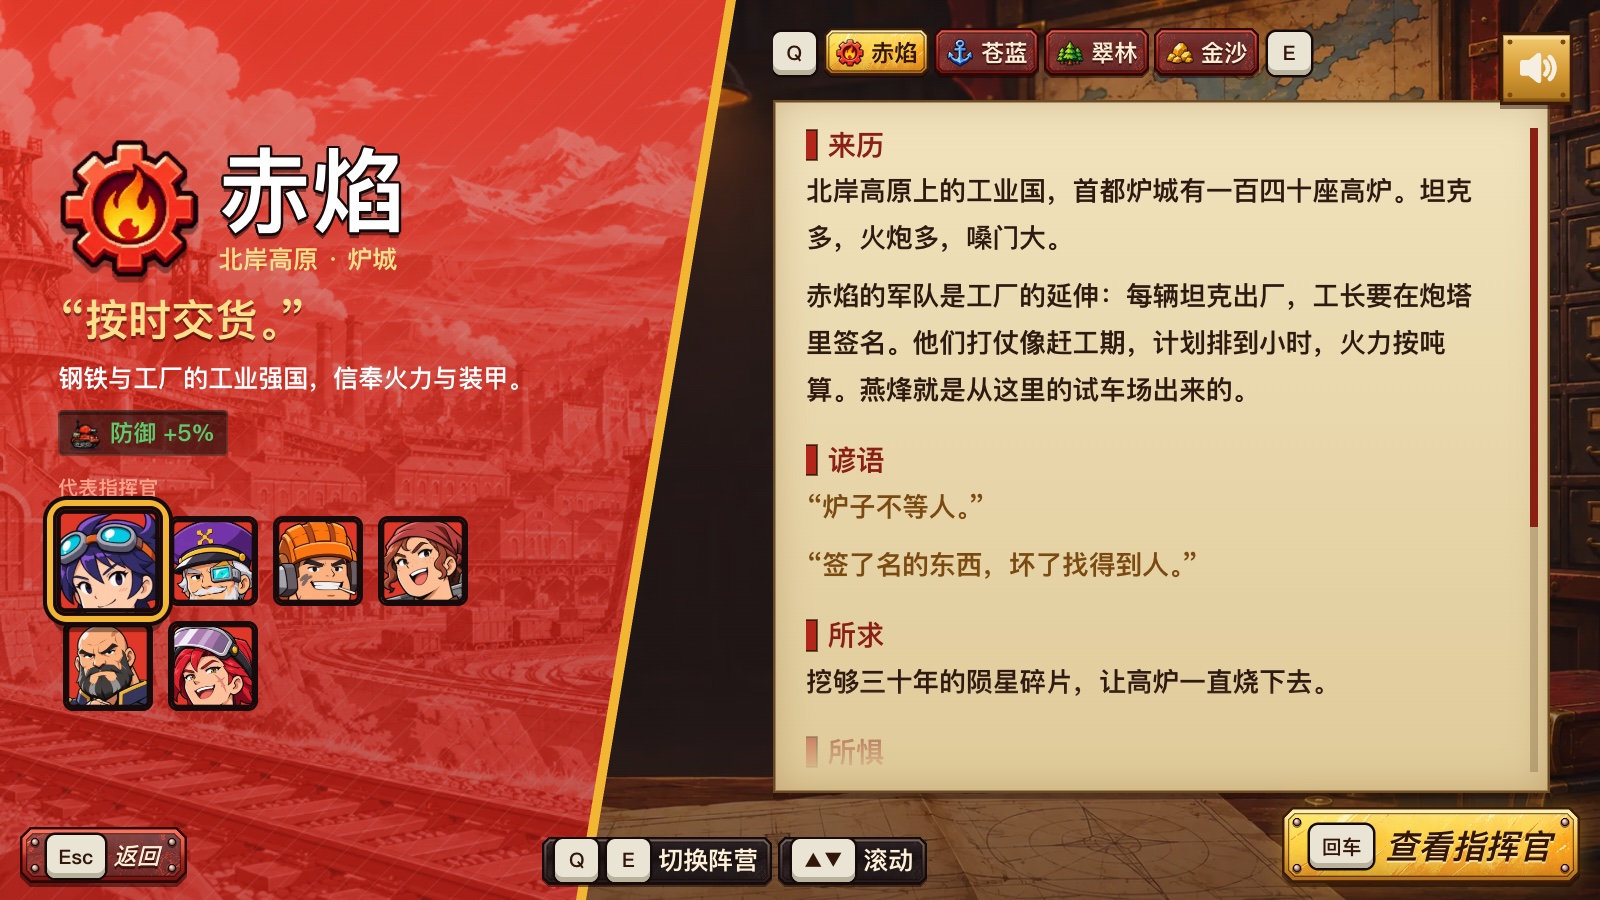 赤焰
北岸高原 · 炉城
“按时交货。”
钢铁与工厂的工业强国，信奉火力与装甲。
防御 +5%
代表指挥官
Q
赤焰
苍蓝
翠林
金沙
E
来历
北岸高原上的工业国，首都炉城有一百四十座高炉。坦克
多，火炮多，嗓门大。
赤焰的军队是工厂的延伸：每辆坦克出厂，工长要在炮塔
里签名。他们打仗像赶工期，计划排到小时，火力按吨
算。燕烽就是从这里的试车场出来的。
谚语
“炉子不等人。”
“签了名的东西，坏了找得到人。”
所求
挖够三十年的陨星碎片，让高炉一直烧下去。
所惧
Esc 返回
Q E 切换阵营
▲▼ 滚动
回车 查看指挥官